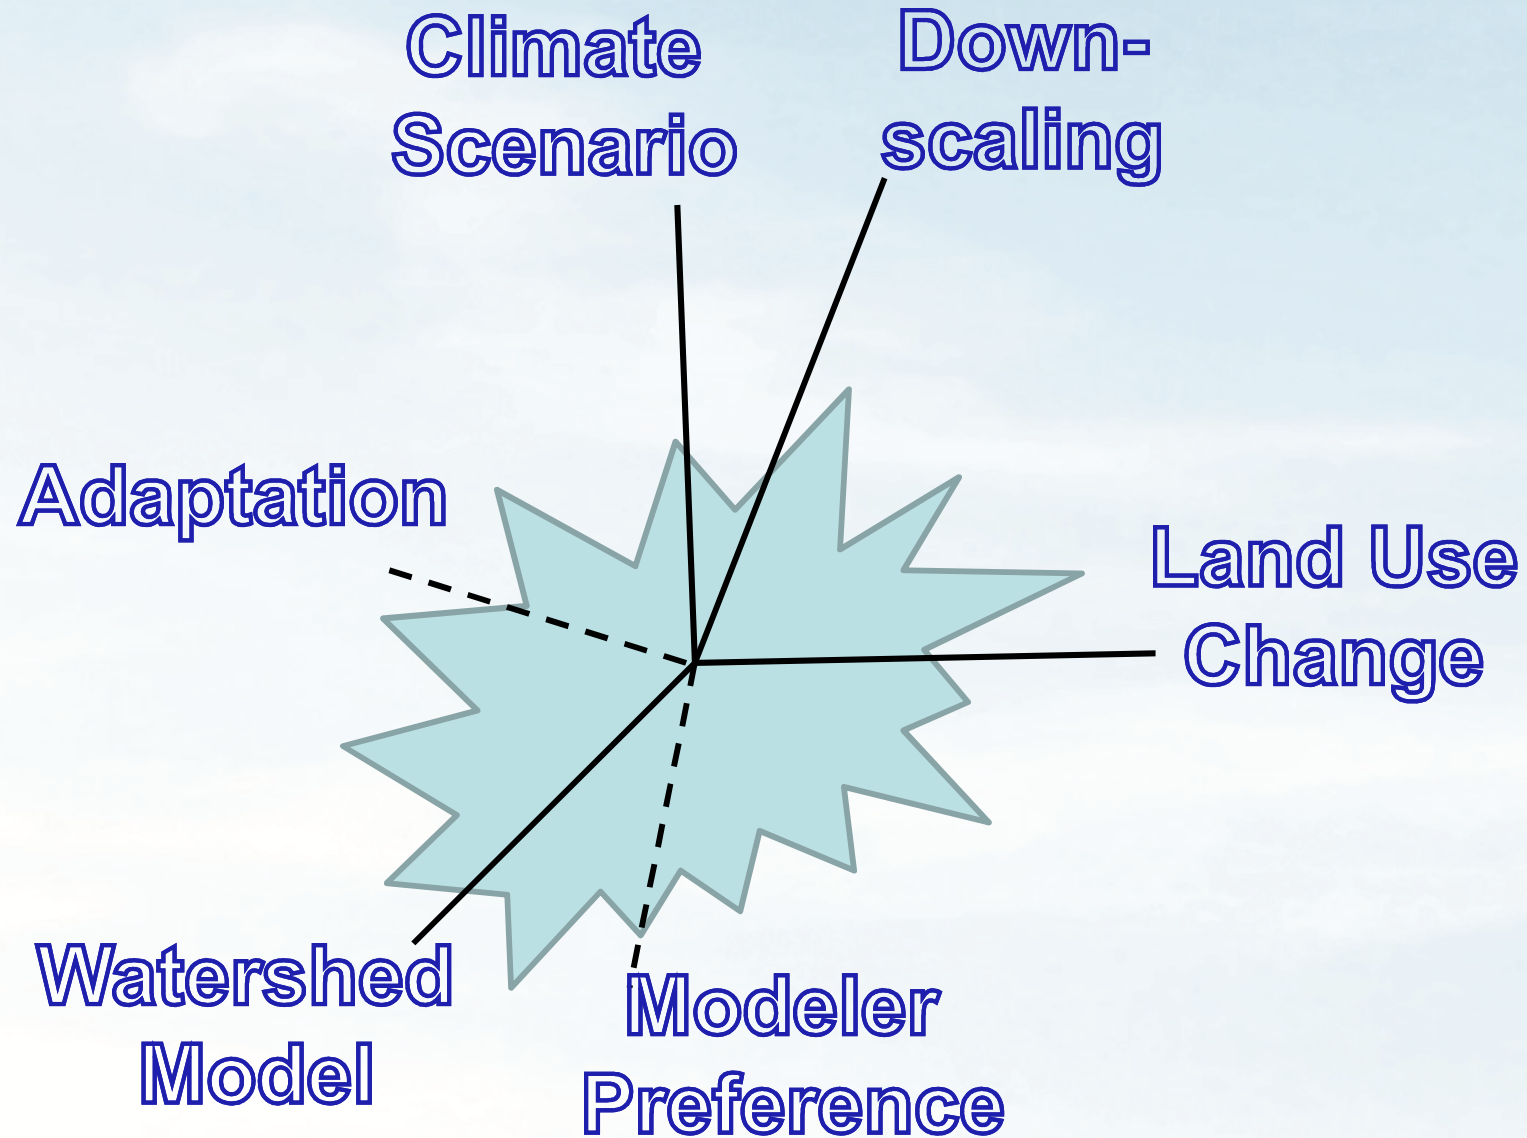 Climate
Scenario
Down-
scaling
Adaptation
Land Use
Change
Watershed
Model
Modeler
Preference